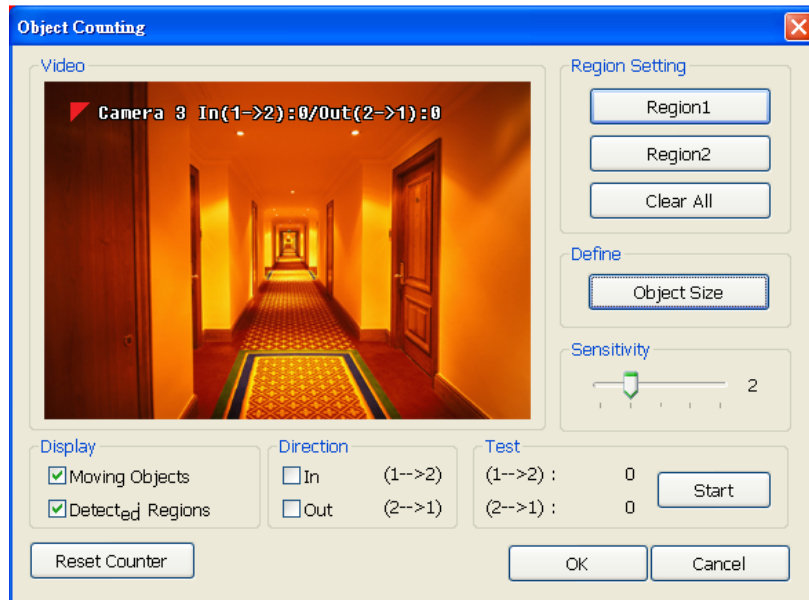 Object Counting
Video
Camera 3 In(1->2):0/Out(2->1):0
Region Setting
Region1
Region2
Clear All
Define
Object Size
Sensitivity
2
Display
Moving Objects
Detected Regions
Direction
In (1-->2)
Out (2-->1)
Test
(1-->2) : 0
(2-->1) : 0
Start
Reset Counter
OK
Cancel